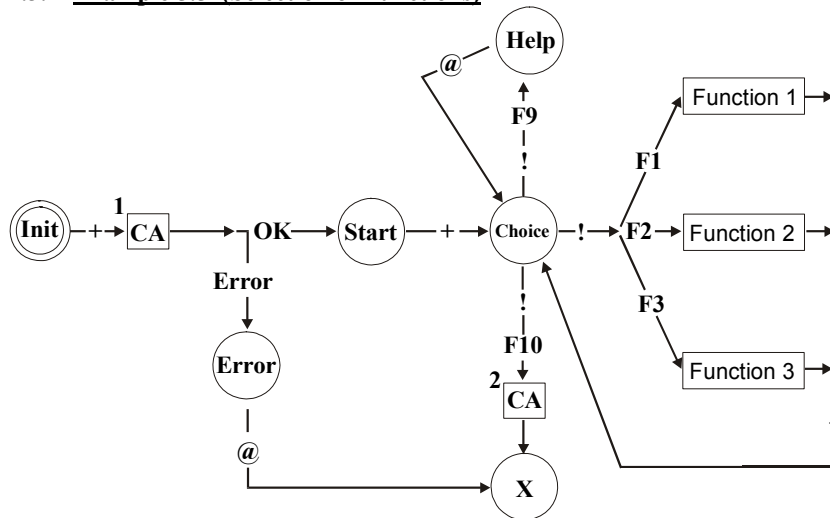 Help
@
Function 1
F9
!
F1
1
Init
+
CA
OK
Start
+
Choice
!
F2
Function 2
Error
!
F3
F10
Error
2
CA
Function 3
@
X